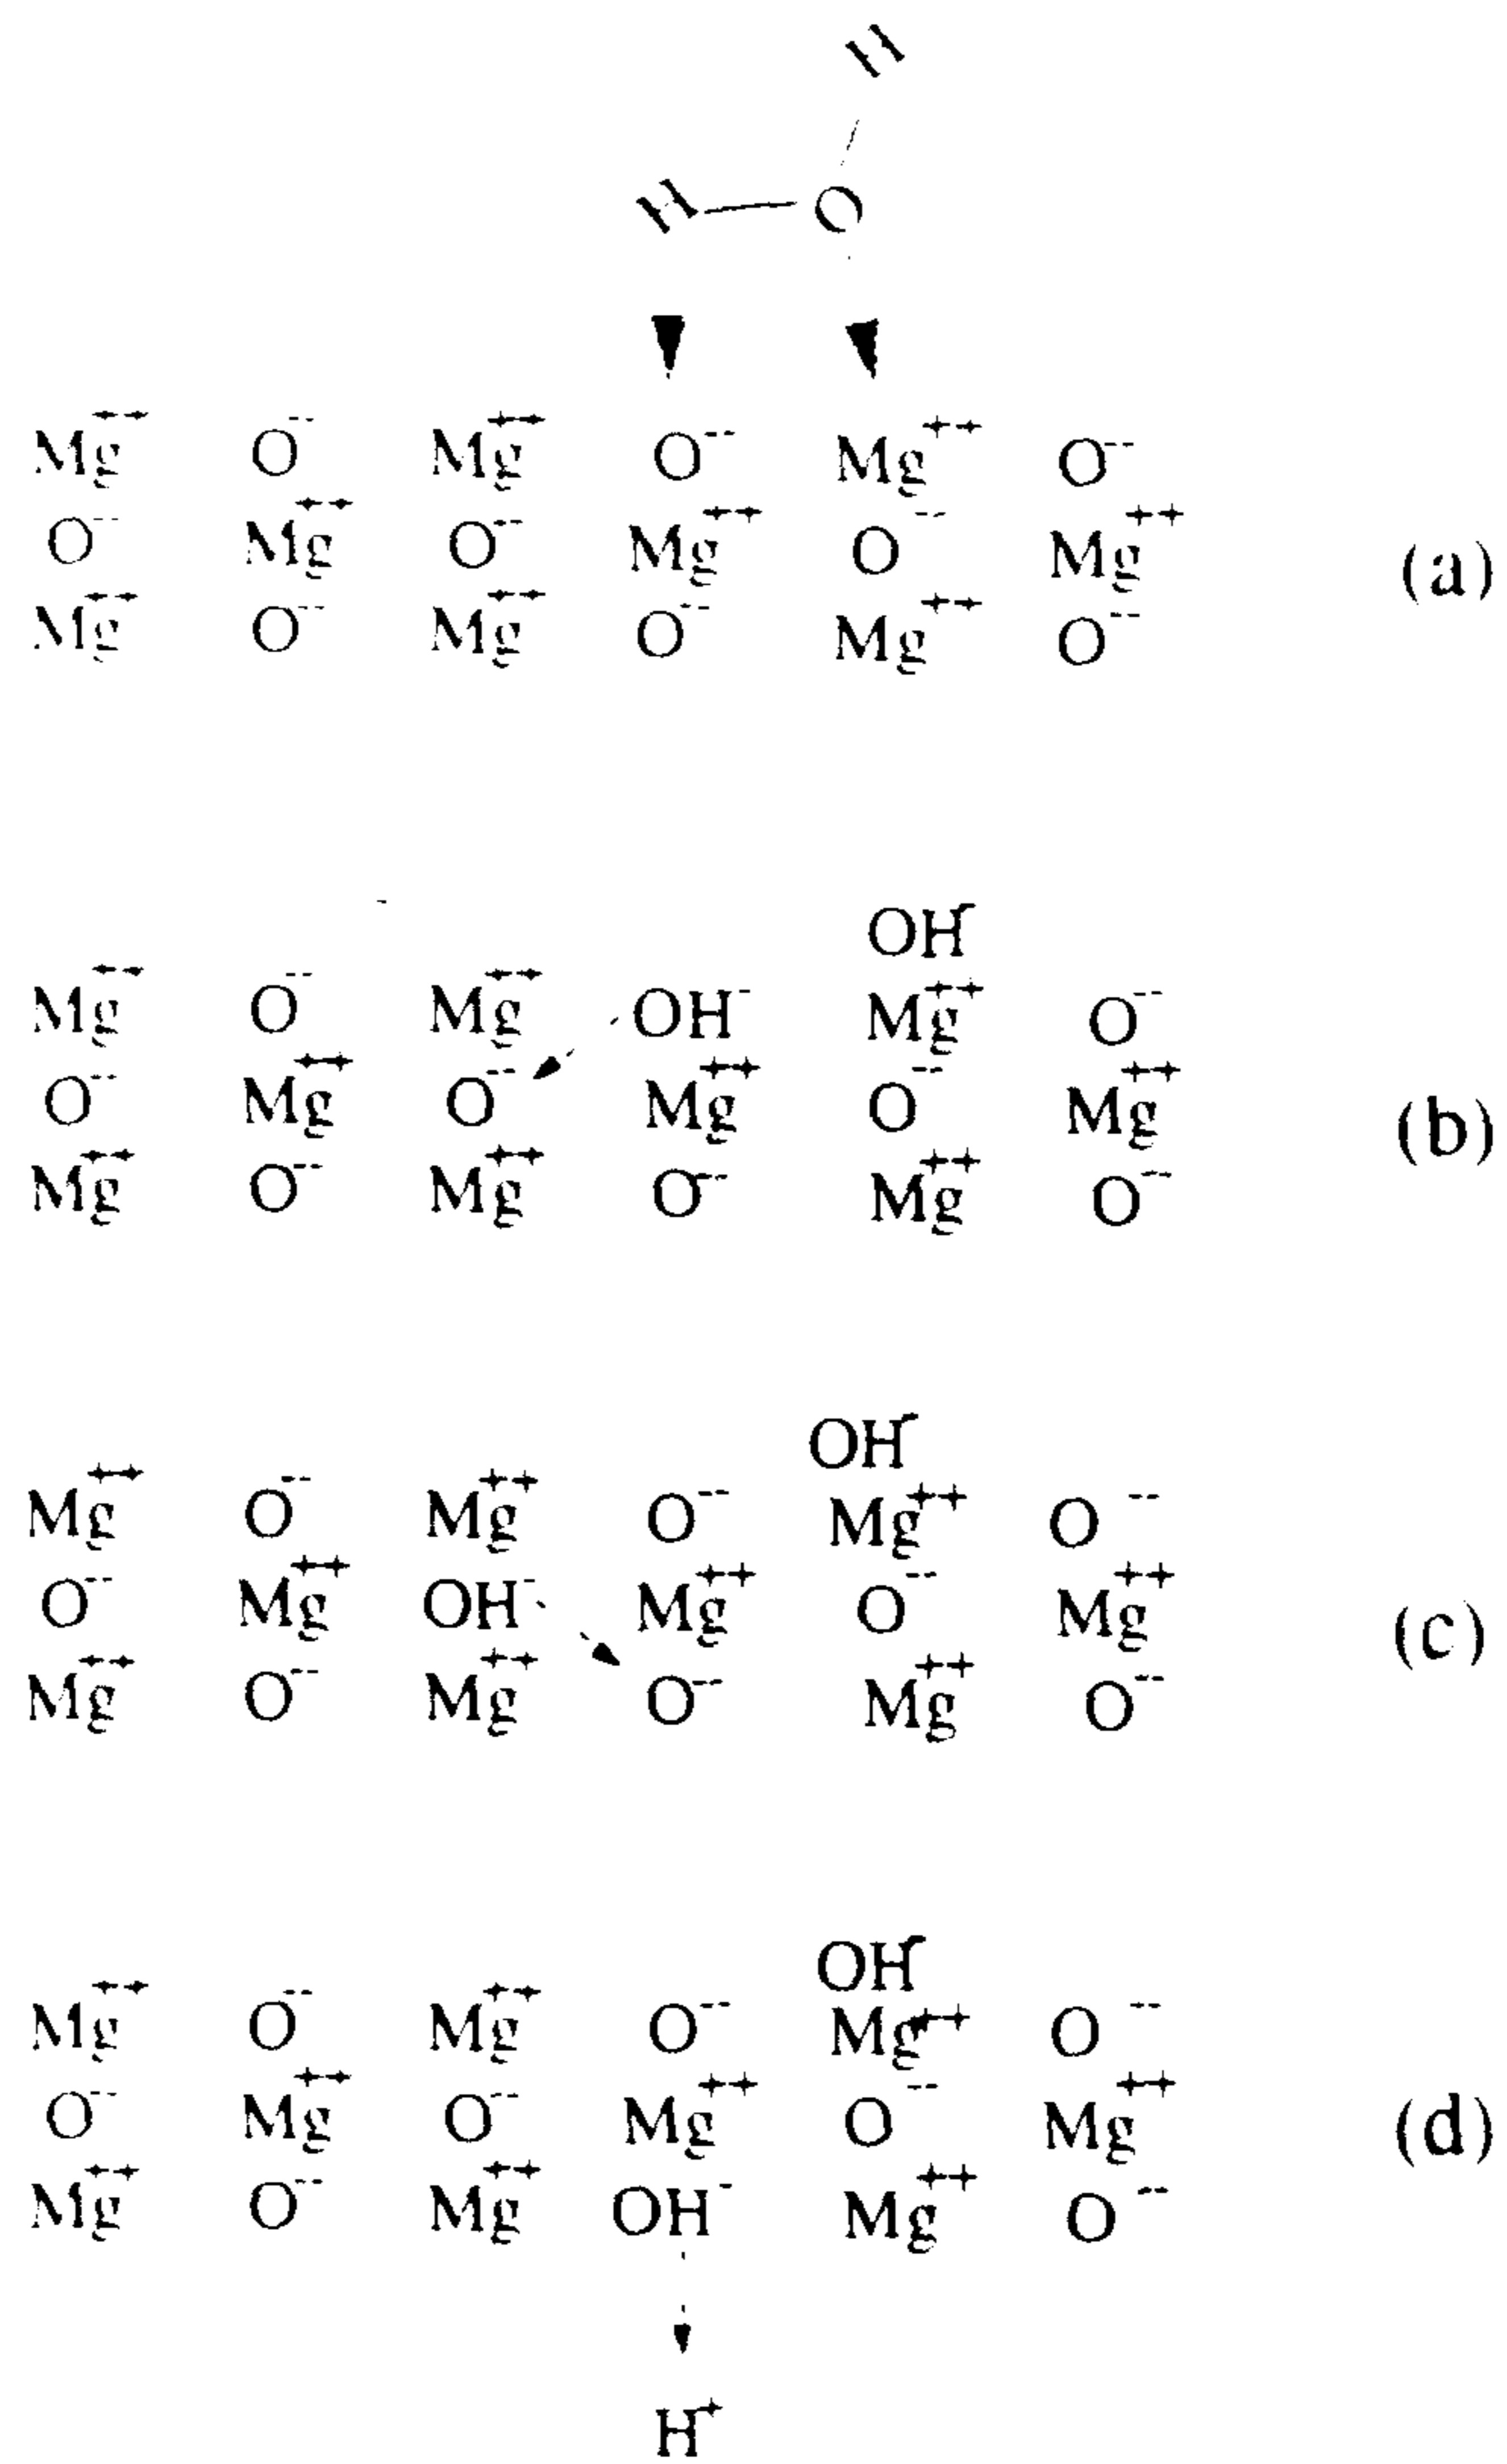 H
H O
Mg++ O-- Mg++ O-- Mg++ O--
O-- Mg++ O-- Mg++ O-- Mg++
(a)
Mg++ O-- Mg++ O-- Mg++ O--
OH-
Mg++ O-- Mg++ OH- Mg++ O--
O-- Mg++ O-- Mg++ O-- Mg++
(b)
Mg++ O-- Mg++ O-- Mg++ O--
OH-
Mg++ O-- Mg++ O-- Mg++ O--
O-- Mg++ OH- Mg++ O-- Mg++
(c)
Mg++ O-- Mg++ O-- Mg++ O--
OH-
Mg++ O-- Mg++ O-- Mg++ O--
O-- Mg++ O-- Mg++ O-- Mg++
(d)
Mg++ O-- Mg++ OH- Mg++ O--
H+